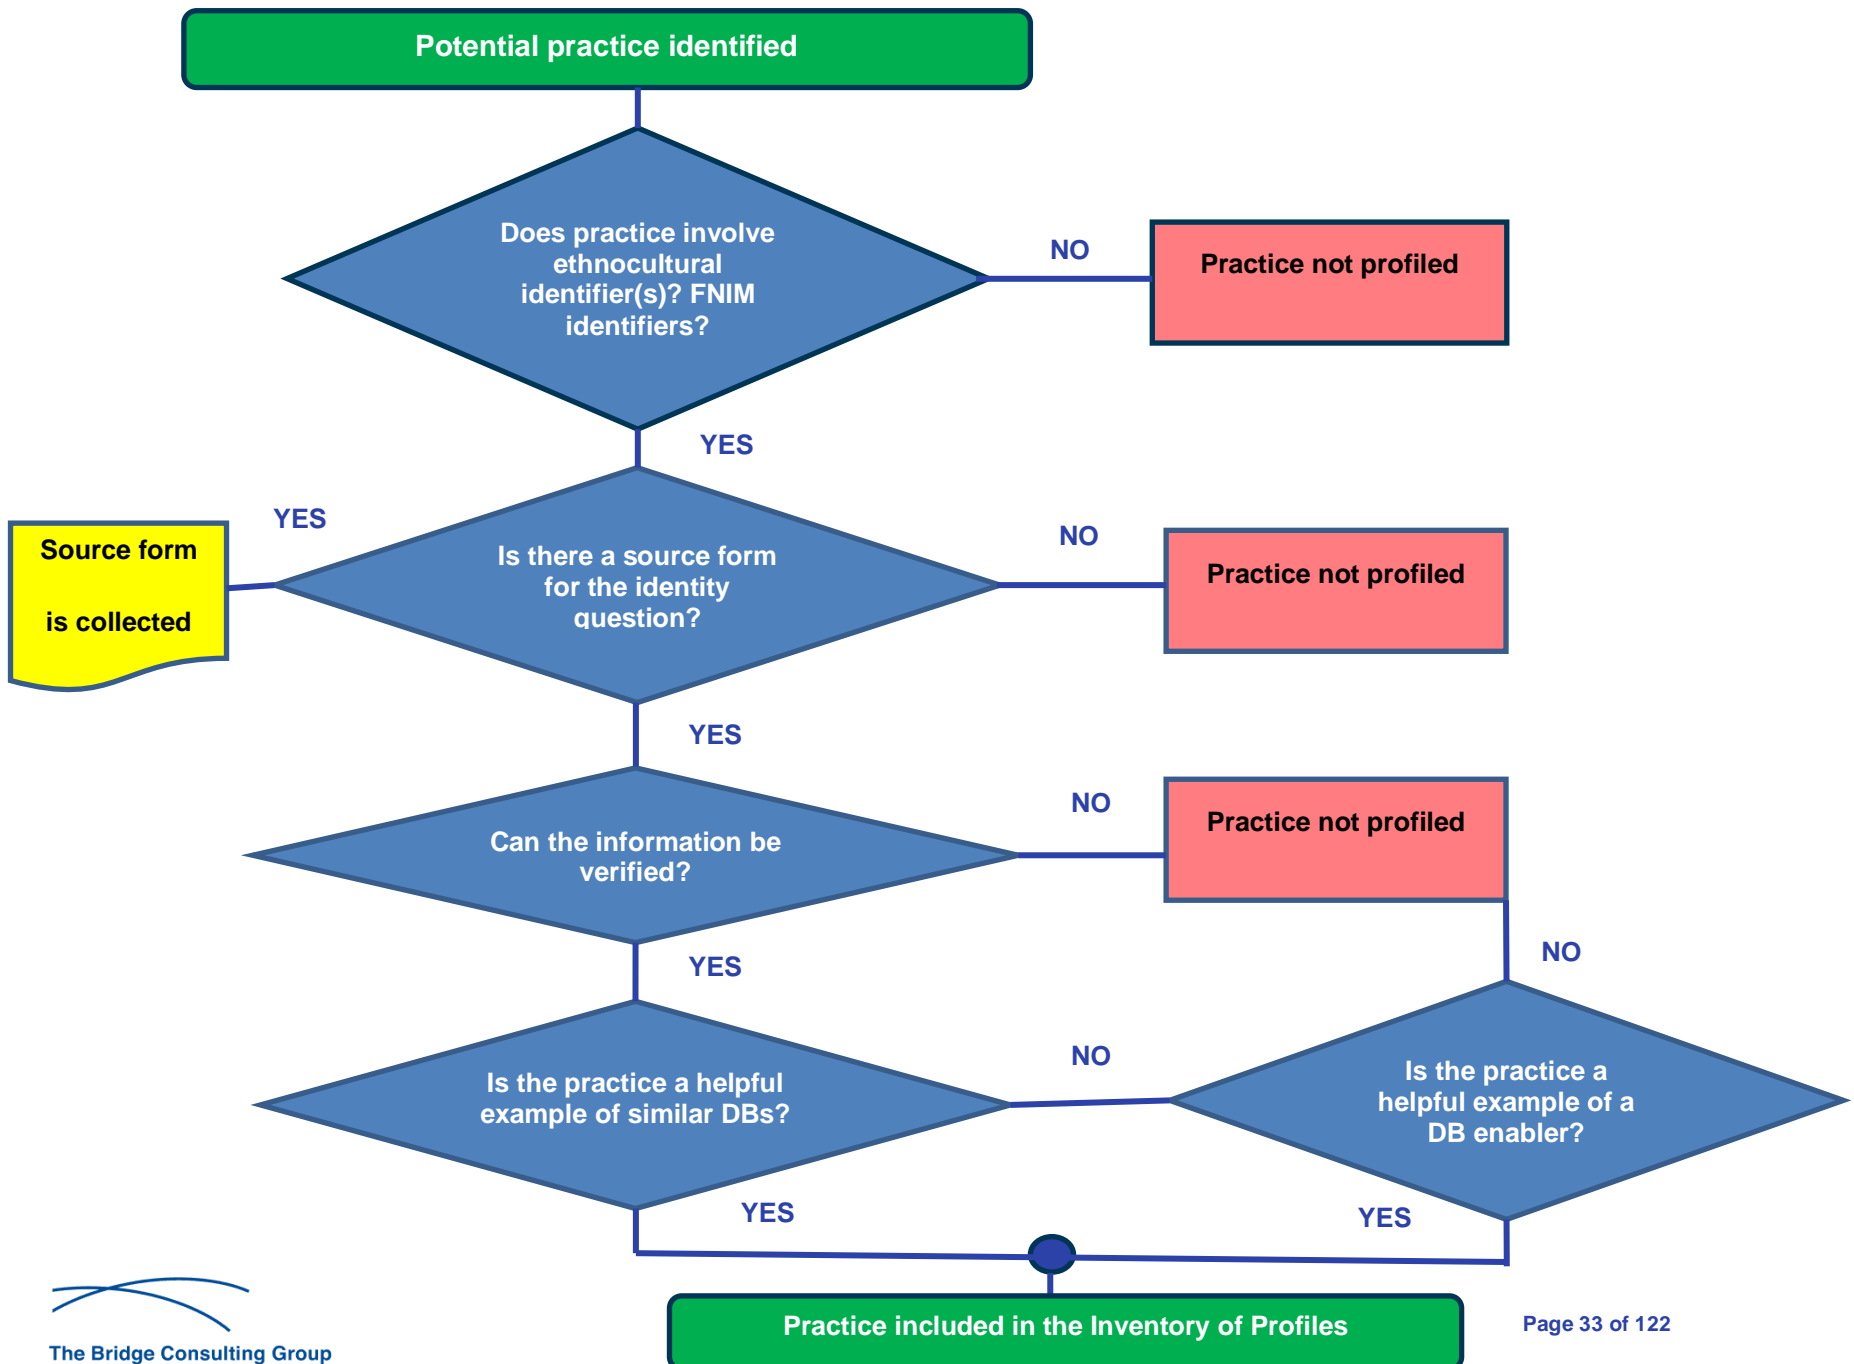 Potential practice identified
Does practice involve
ethnocultural
identifier(s)? FNIM
identifiers?
NO
Practice not profiled
YES
YES
Source form
is collected
Is there a source form
for the identity
question?
NO
Practice not profiled
YES
Can the information be
verified?
NO
Practice not profiled
YES
NO
Is the practice a helpful
example of similar DBs?
NO
Is the practice a
helpful example of a
DB enabler?
YES
YES
Practice included in the Inventory of Profiles
Page 33 of 122
The Bridge Consulting Group